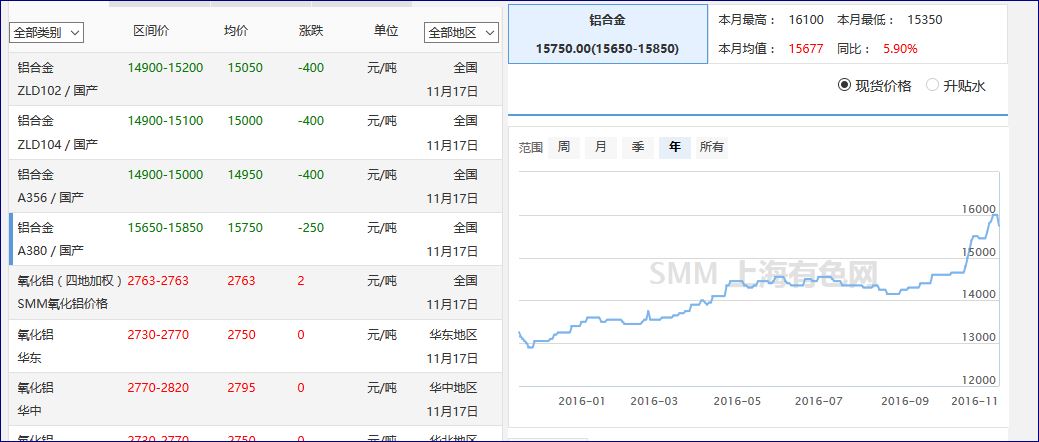 全部类别 区间价 均价 涨跌 单位 全部地区
铝合金 14900-15200 15050 -400 元/吨 全国
ZLD102 / 国产 11月17日
铝合金 14900-15100 15000 -400 元/吨 全国
ZLD104 / 国产 11月17日
铝合金 14900-15000 14950 -400 元/吨 全国
A356 / 国产 11月17日
铝合金 15650-15850 15750 -250 元/吨 全国
A380 / 国产 11月17日
氧化铝（四地加权） 2763-2763 2763 2 元/吨 全国
SMM氧化铝价格 11月17日
氧化铝 2730-2770 2750 0 元/吨 华东地区
华东 11月17日
氧化铝 2770-2820 2795 0 元/吨 华中地区
华中 11月17日
氧化铝 2730-2770 2750 0 元/吨 华北地区
铝合金
15750.00(15650-15850)
本月最高： 16100 本月最低： 15350
本月均值： 15677 同比： 5.90%
现货价格 升贴水
范围 周 月 季 年 所有
16000
15000
SMM 上海有色网
14000
13000
12000
2016-01 2016-03 2016-05 2016-07 2016-09 2016-11